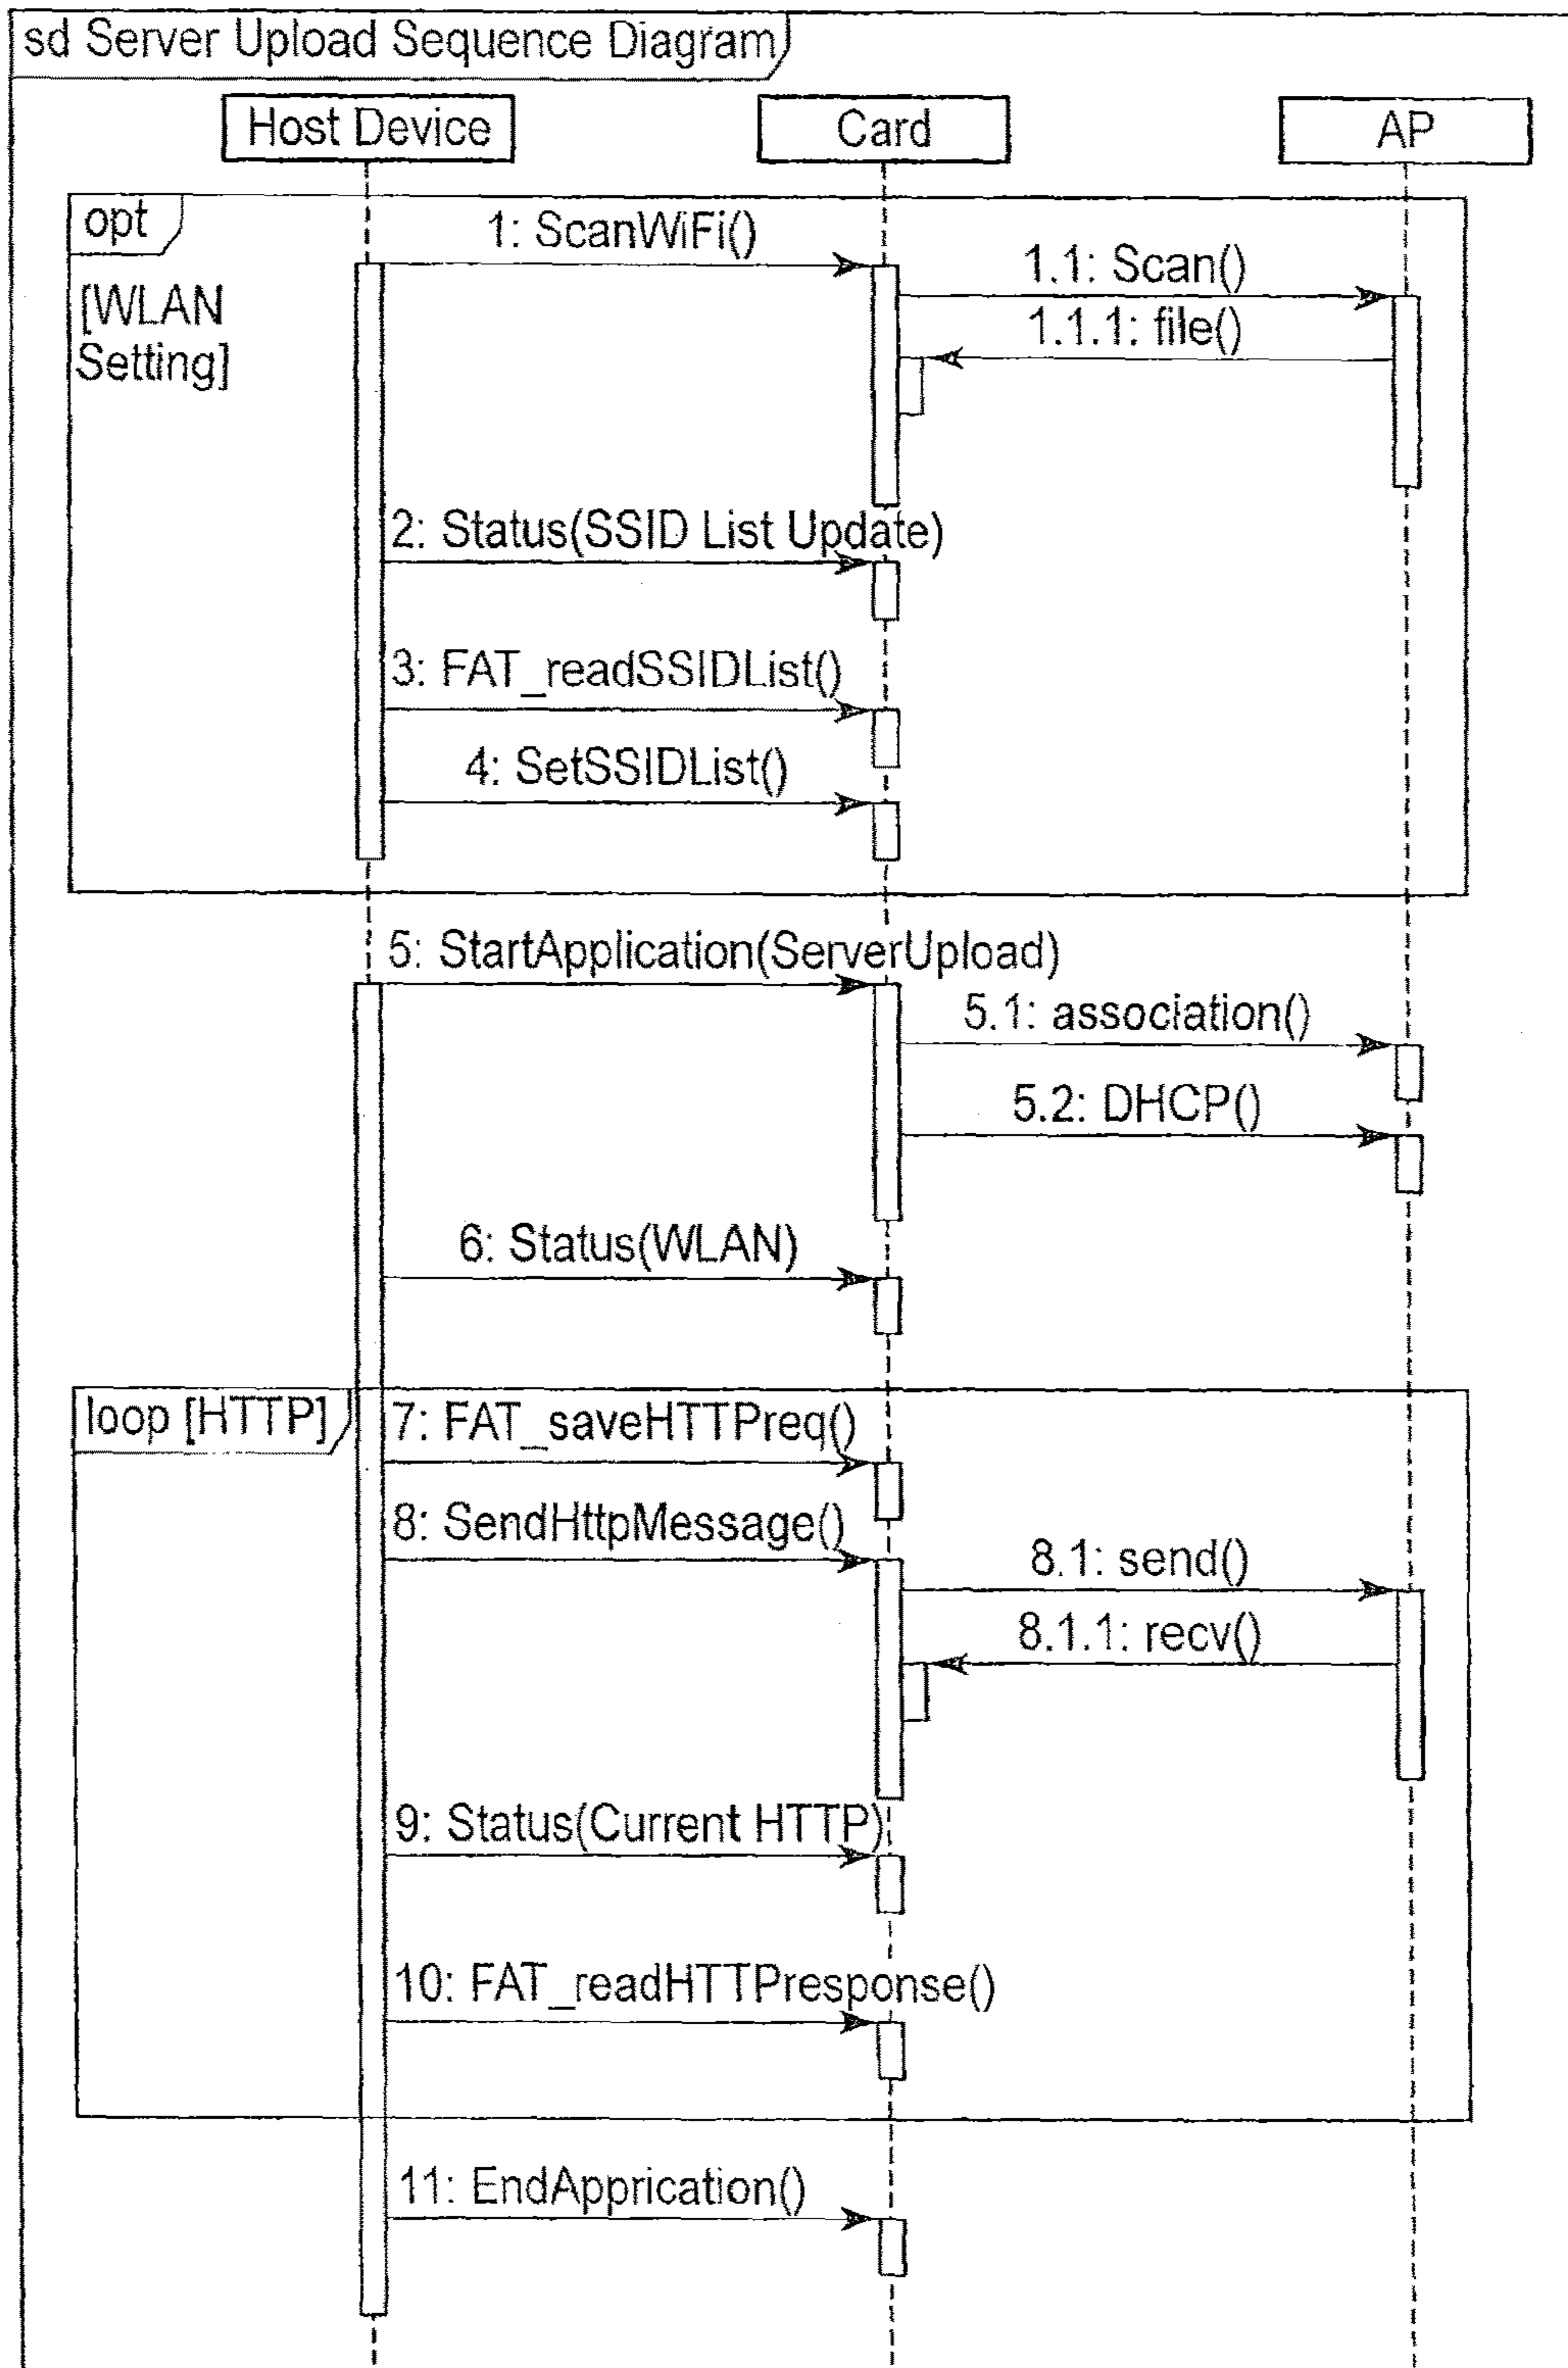 sd Server Upload Sequence Diagram
Host Device
Card
AP
opt
[WLAN
Setting]
1: ScanWiFi()
1.1: Scan()
1.1.1: file()
2: Status(SSID List Update)
3: FAT_readSSIDList()
4: SetSSIDList()
5: StartApplication(ServerUpload)
5.1: association()
5.2: DHCP()
6: Status(WLAN)
loop [HTTP]
7: FAT_saveHTTPreq()
8: SendHttpMessage()
8.1: send()
8.1.1: recv()
9: Status(Current HTTP)
10: FAT_readHTTPresponse()
11: EndApprication()